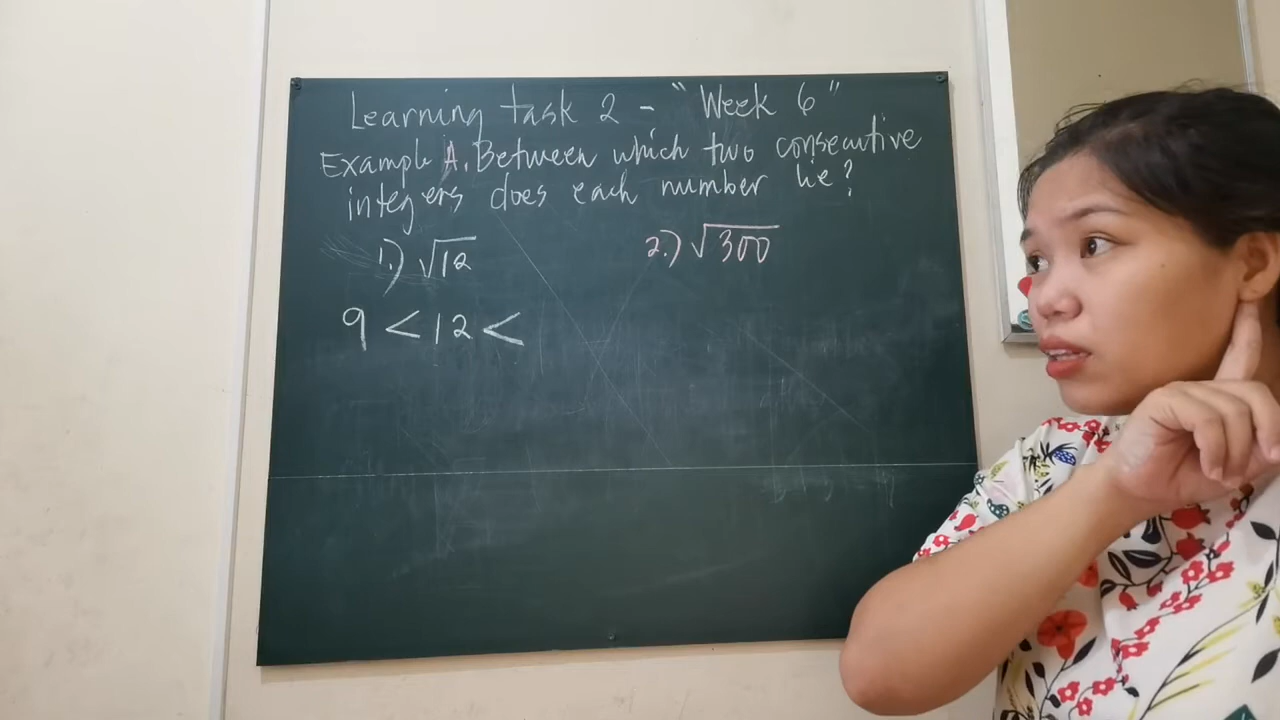 Learning task 2 - "Week 6"
Example A. Between which two consecutive
integers does each number lie?
1.) √12
2.) √300
9 < 12 <